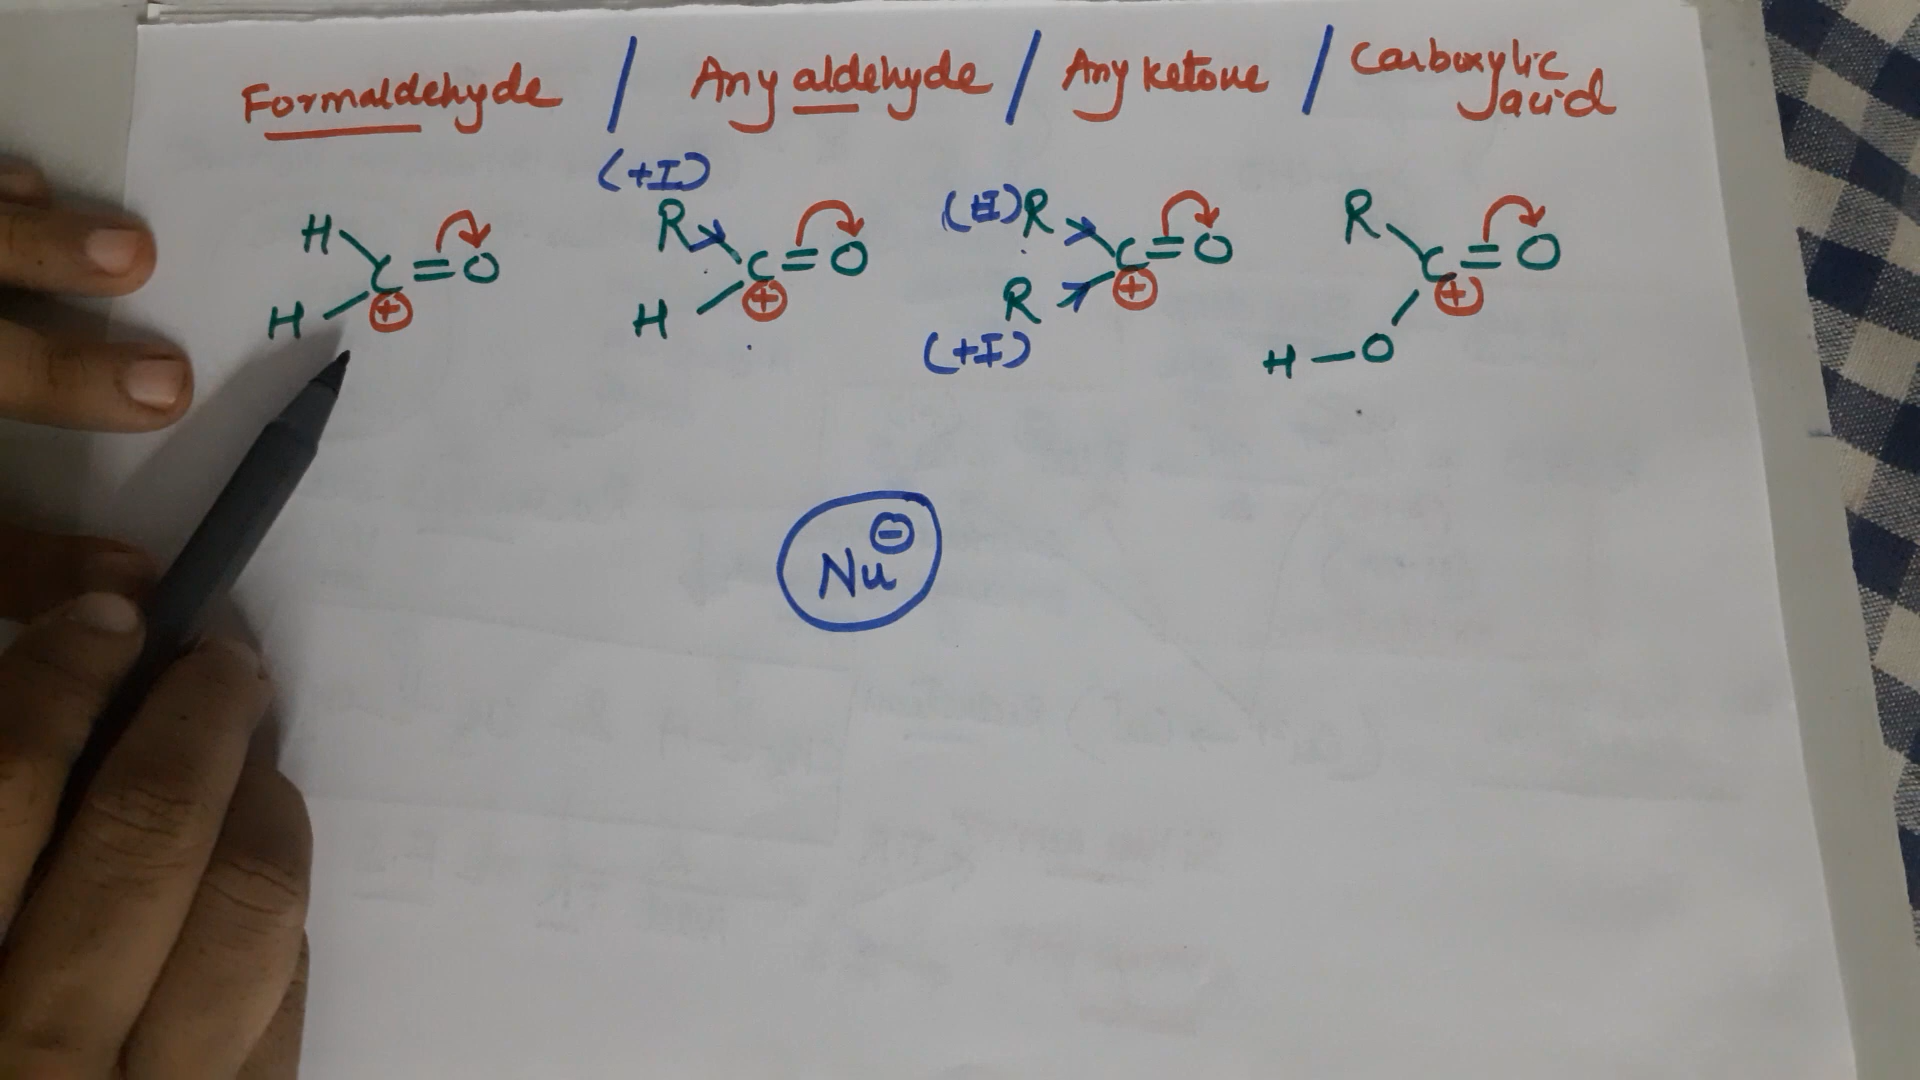 Formaldehyde / Any aldehyde / Any ketone / Carboxylic acid
(+I)
H R (+I) R R
C=O C=O C=O C=O
H ⊕ H ⊕ R ⊕ ⊕
(+I) H-O
Nu⊖